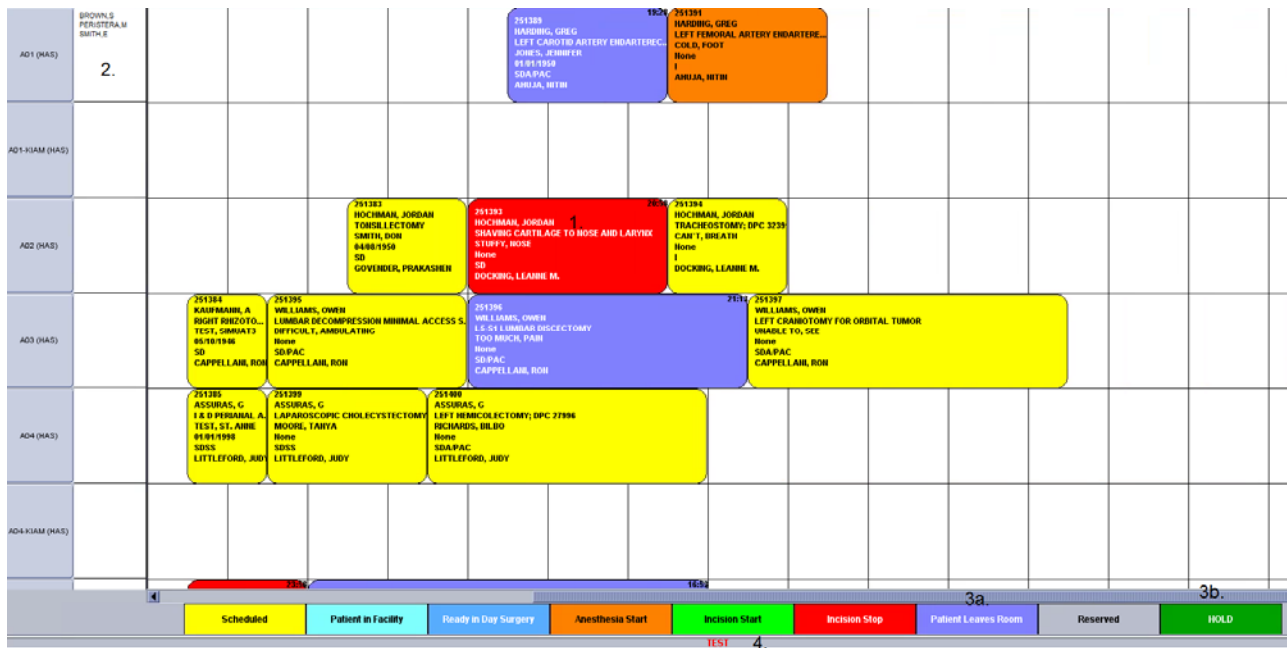 A01 (HAS)
BROWN,S
PERISTERA,M
SMITH,E
2.
19:20
251389
HARDING, GREG
LEFT CAROTID ARTERY ENDARTEREC...
JONES, JENNIFER
01/01/1950
SDA/PAC
AHUJA, NITIN
251391
HARDING, GREG
LEFT FEMORAL ARTERY ENDARTERE...
COLD, FOOT
None
I
AHUJA, NITIN
A01-KIAM (HAS)
A02 (HAS)
251383
HOCHMAN, JORDAN
TONSILLECTOMY
SMITH, DON
04/08/1950
SD
GOVENDER, PRAKASHEN
251393
HOCHMAN, JORDAN
1.
SHAVING CARTILAGE TO NOSE AND LARYNX
STUFFY, NOSE
None
SD
DOCKING, LEANNE M.
251394
HOCHMAN, JORDAN
TRACHEOSTOMY; DPC 3239
CAN'T, BREATH
None
I
DOCKING, LEANNE M.
A03 (HAS)
251384
KAUFMANN, A
RIGHT RHIZOTO...
TEST, SIMUAT3
05/10/1946
SD
CAPPELLANI, RON
251395
WILLIAMS, OWEN
LUMBAR DECOMPRESSION MINIMAL ACCESS S.
DIFFICULT, AMBULATING
None
SD/PAC
CAPPELLANI, RON
251396
WILLIAMS, OWEN
L5-S1 LUMBAR DISCECTOMY
TOO MUCH, PAIN
None
SD/PAC
CAPPELLANI, RON
251397
WILLIAMS, OWEN
LEFT CRANIOTOMY FOR ORBITAL TUMOR
UNABLE TO, SEE
None
SDA/PAC
CAPPELLANI, RON
A04 (HAS)
251385
ASSURAS, G
I & D PERIANAL A.
TEST, ST. ANNE
01/01/1998
SDSS
LITTLEFORD, JUDY
251399
ASSURAS, G
LAPAROSCOPIC CHOLECYSTECTOMY
MOORE, TANYA
None
SDSS
LITTLEFORD, JUDY
251400
ASSURAS, G
LEFT HEMICOLECTOMY; DPC 27996
RICHARDS, BILBO
None
SDA/PAC
LITTLEFORD, JUDY
A04-KIAM (HAS)
3a.
3b.
Scheduled
Patient in Facility
Ready in Day Surgery
Anesthesia Start
Incision Start
Incision Stop
Patient Leaves Room
Reserved
HOLD
TEST
4.